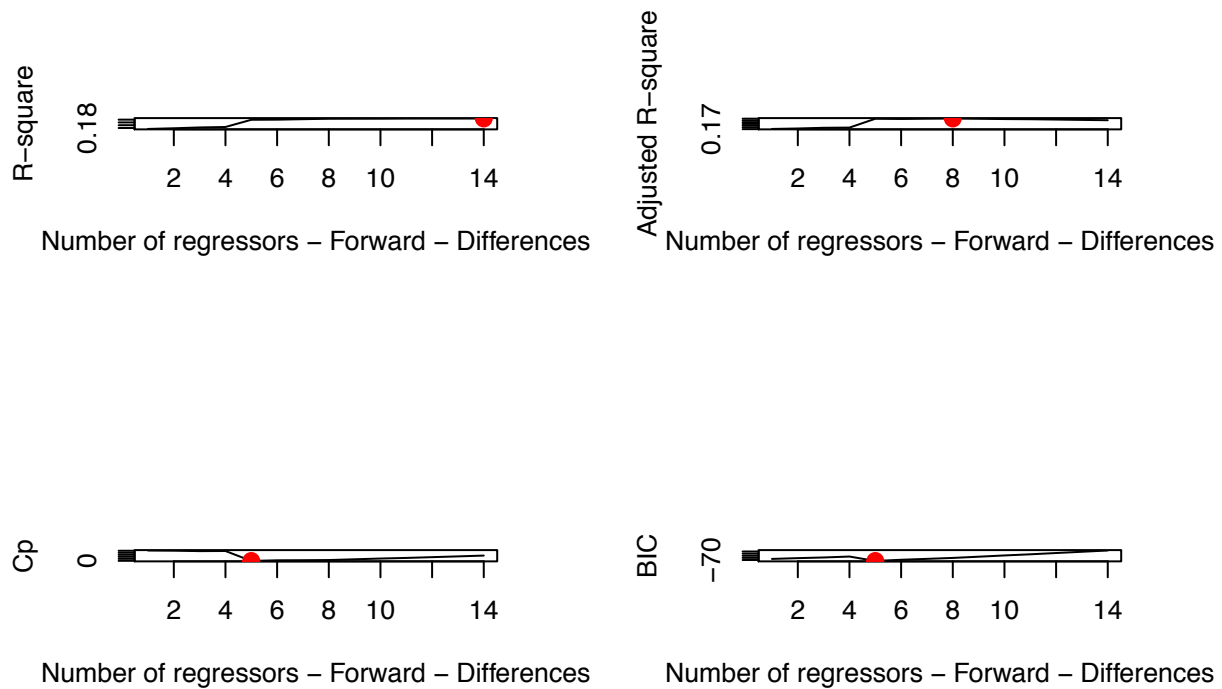 R−square
0.18
2 4 6 8 10 14
Number of regressors − Forward − Differences
Adjusted R−square
0.17
2 4 6 8 10 14
Number of regressors − Forward − Differences
Cp
0
2 4 6 8 10 14
Number of regressors − Forward − Differences
BIC
−70
2 4 6 8 10 14
Number of regressors − Forward − Differences